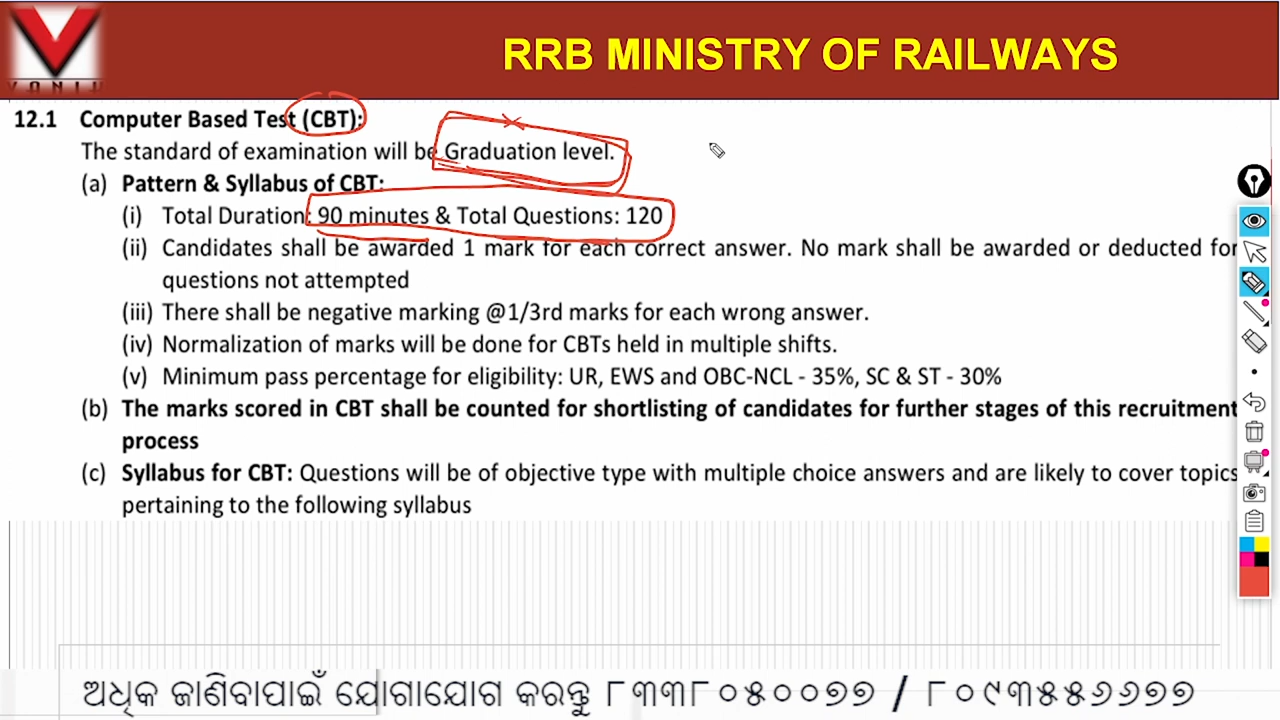 RRB MINISTRY OF RAILWAYS
VANIK
12.1 Computer Based Test (CBT):
The standard of examination will be Graduation level.
(a) Pattern & Syllabus of CBT:
(i) Total Duration: 90 minutes & Total Questions: 120
(ii) Candidates shall be awarded 1 mark for each correct answer. No mark shall be awarded or deducted for
questions not attempted
(iii) There shall be negative marking @1/3rd marks for each wrong answer.
(iv) Normalization of marks will be done for CBTs held in multiple shifts.
(v) Minimum pass percentage for eligibility: UR, EWS and OBC-NCL - 35%, SC & ST - 30%
(b) The marks scored in CBT shall be counted for shortlisting of candidates for further stages of this recruitment
process
(c) Syllabus for CBT: Questions will be of objective type with multiple choice answers and are likely to cover topics
pertaining to the following syllabus
ଅଧିକ ଜାଣିବାପାଇଁ ଯୋଗାଯୋଗ କରନ୍ତୁ ୮୩୩୮୦୫୦୦୭୭ / ୮୦୯୩୫୫୬୬୭୭